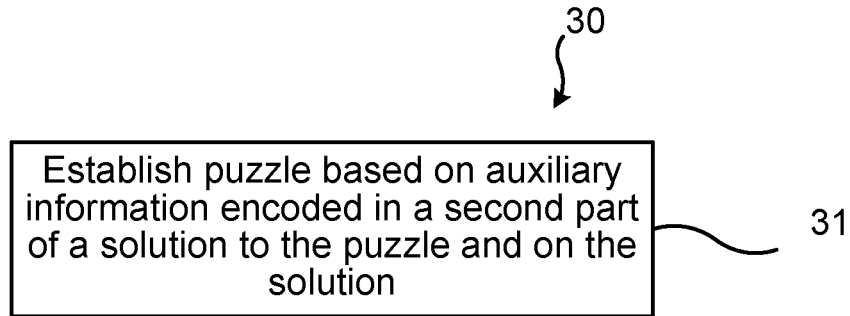 30
Establish puzzle based on auxiliary
information encoded in a second part
of a solution to the puzzle and on the
solution
31